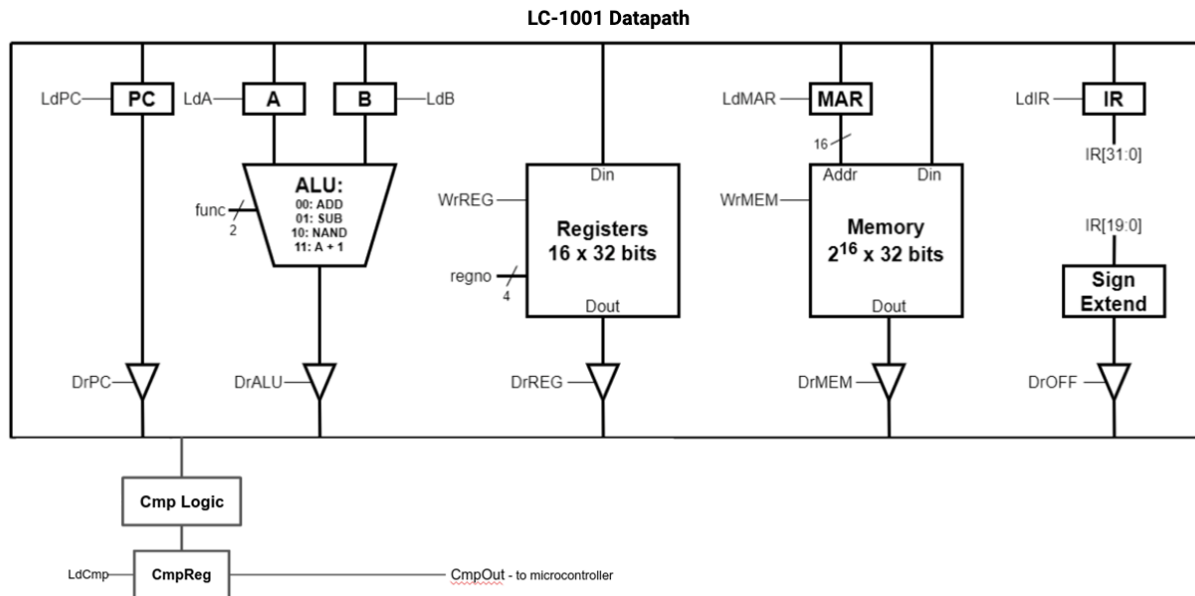 LC-1001 Datapath
LdPC
PC
LdA
A
B
LdB
LdMAR
MAR
LdIR
IR
16
IR[31:0]
ALU:
00: ADD
01: SUB
10: NAND
11: A + 1
func
2
Din
WrREG
Registers
16 x 32 bits
regno
4
Dout
Addr
Din
WrMEM
Memory
2^16 x 32 bits
Dout
IR[19:0]
Sign
Extend
DrPC
DrALU
DrREG
DrMEM
DrOFF
Cmp Logic
LdCmp
CmpReg
CmpOut - to microcontroller